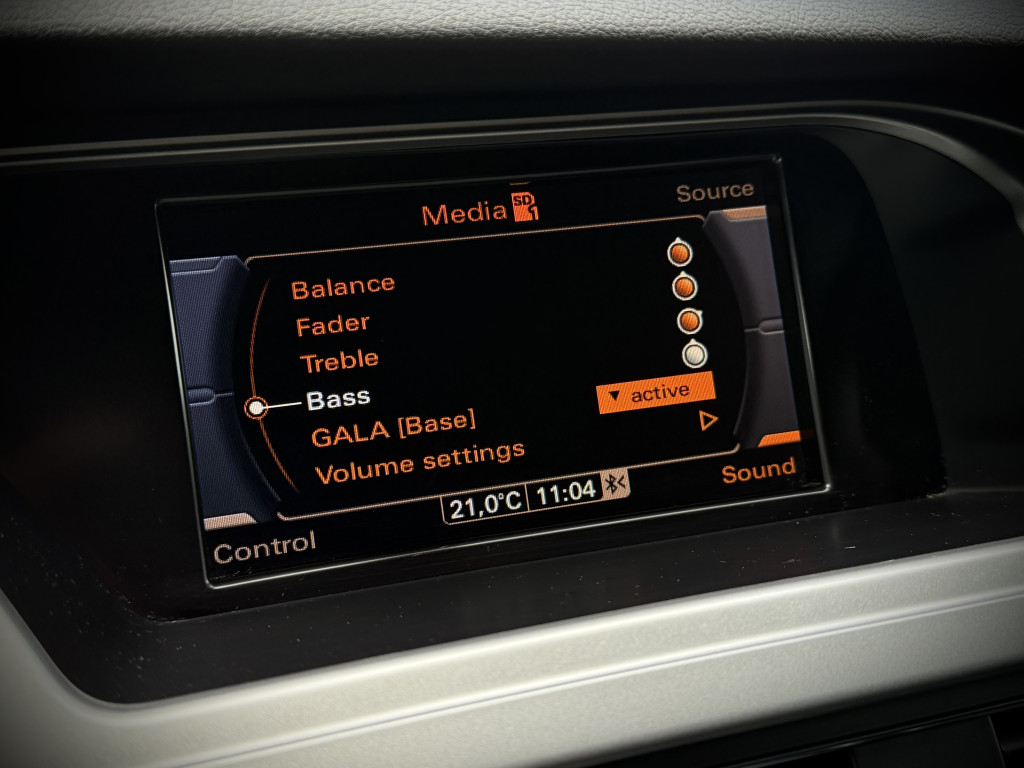 Media SD 1
Source
Balance
Fader
Treble
Bass
GALA [Base] ▼ active
Volume settings
21,0°C 11:04
Sound
Control